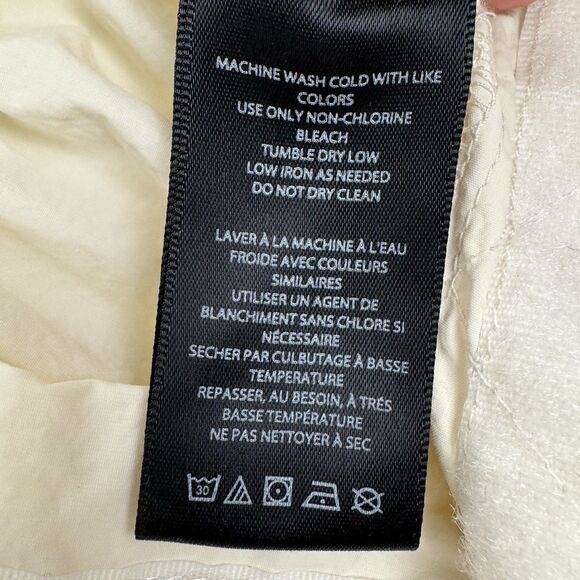 MACHINE WASH COLD WITH LIKE
COLORS
USE ONLY NON-CHLORINE
BLEACH
TUMBLE DRY LOW
LOW IRON AS NEEDED
DO NOT DRY CLEAN
LAVER À LA MACHINE À L'EAU
FROIDE AVEC COULEURS
SIMILAIRES
UTILISER UN AGENT DE
BLANCHIMENT SANS CHLORE SI
NÉCESSAIRE
SECHER PAR CULBUTAGE À BASSE
TEMPERATURE
REPASSER, AU BESOIN, À TRÉS
BASSE TEMPÉRATURE
NE PAS NETTOYER À SEC
30